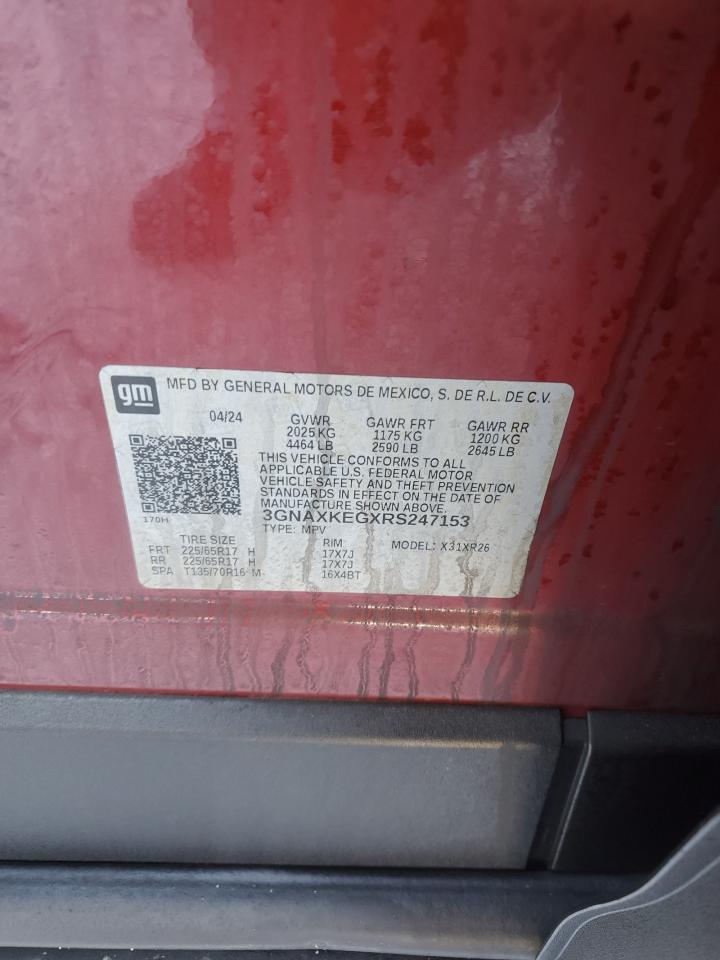 gm MFD BY GENERAL MOTORS DE MEXICO, S. DE R.L. DE C.V.
04/24 GVWR GAWR FRT GAWR RR
2025 KG 1175 KG 1200 KG
4464 LB 2590 LB 2645 LB
THIS VEHICLE CONFORMS TO ALL
APPLICABLE U.S. FEDERAL MOTOR
VEHICLE SAFETY AND THEFT PREVENTION
STANDARDS IN EFFECT ON THE DATE OF
MANUFACTURE SHOWN ABOVE.
170H 3GNAXKEGXRS247153
TYPE: MPV
TIRE SIZE RIM MODEL: X31XR26
FRT 225/65R17 H 17X7J
RR 225/65R17 H 17X7J
SPA T135/70R16 M 16X4BT